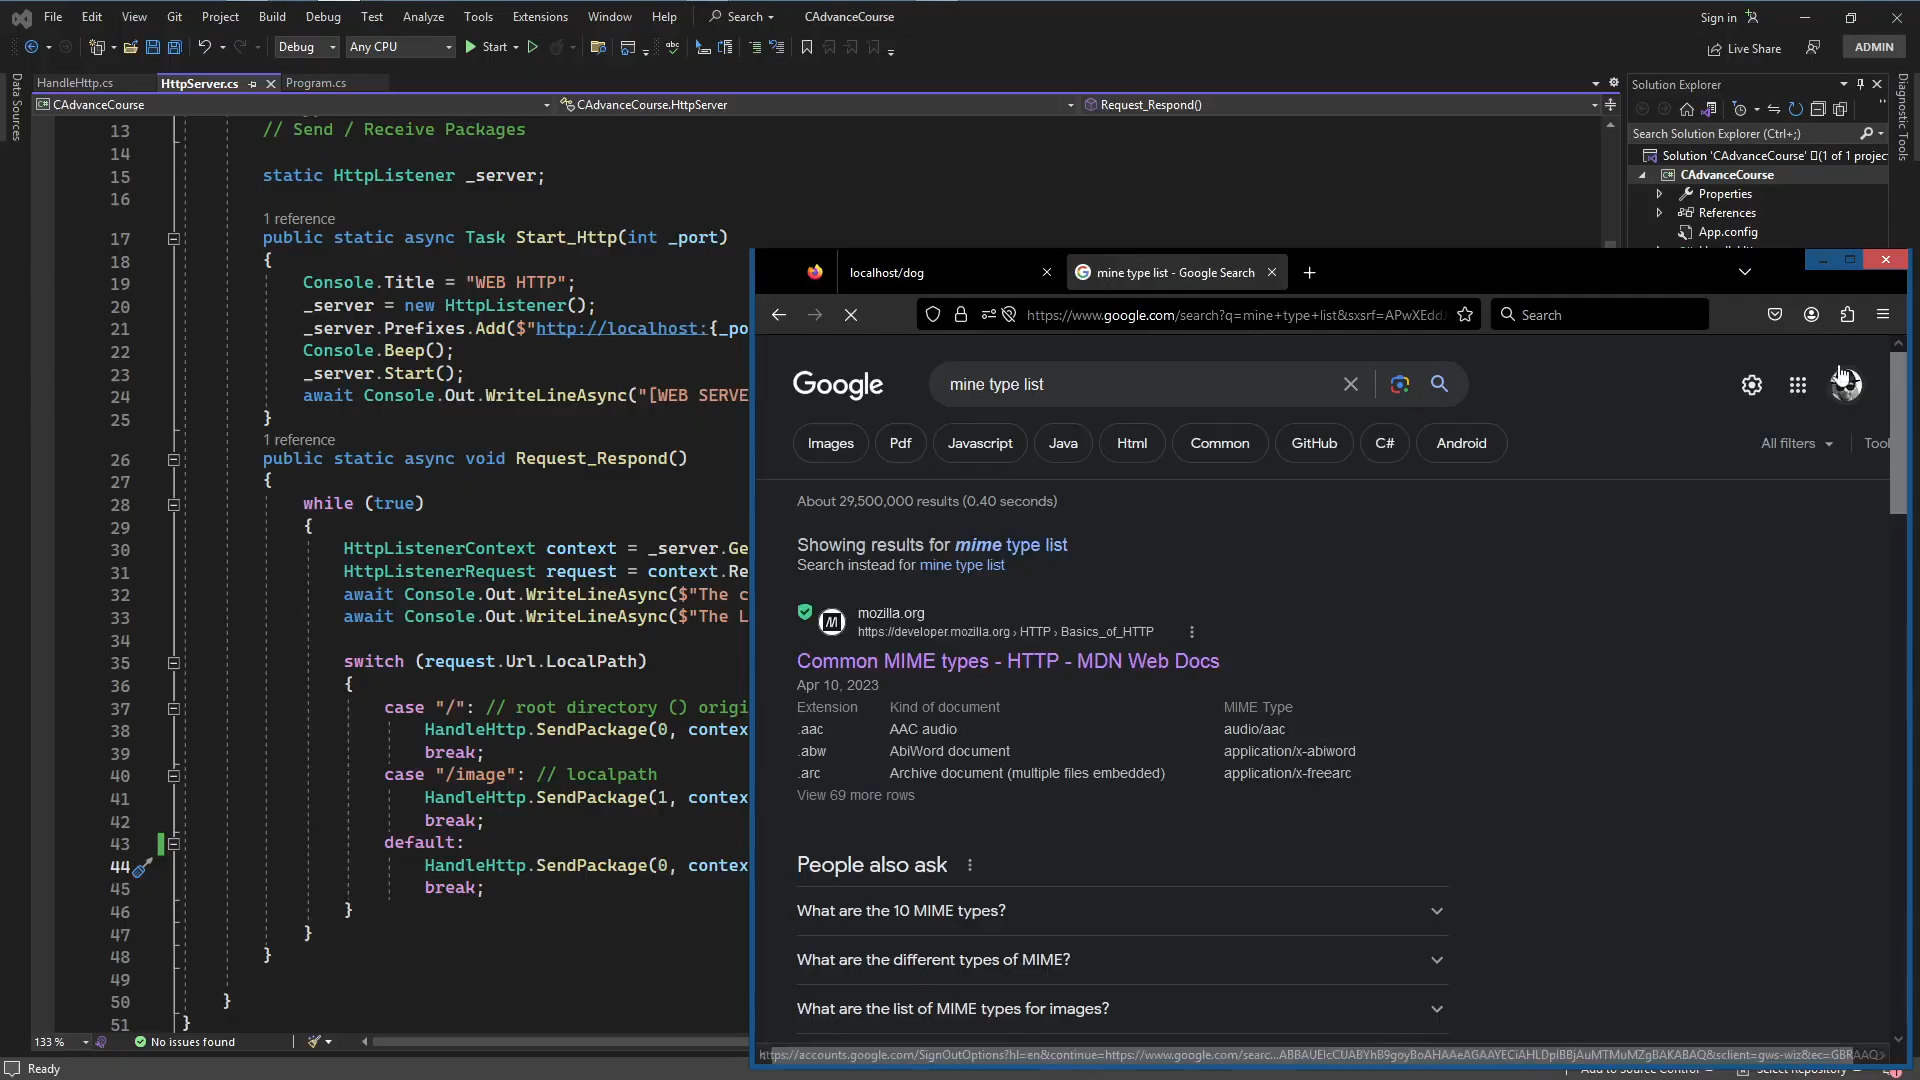 File Edit View Git Project Build Debug Test Analyze Tools Extensions Window Help Search CAdvanceCourse Sign in
Debug Any CPU Start Live Share ADMIN
Data Sources
HandleHttp.cs HttpServer.cs Program.cs
CAdvanceCourse CAdvanceCourse.HttpServer Request_Respond()
13 // Send / Receive Packages
14
15 static HttpListener _server;
16
1 reference
17 public static async Task Start_Http(int _port)
18 {
19 Console.Title = "WEB HTTP";
20 _server = new HttpListener();
21 _server.Prefixes.Add($"http://localhost:{_po
22 Console.Beep();
23 _server.Start();
24 await Console.Out.WriteLineAsync("[WEB SERVE
25 }
1 reference
26 public static async void Request_Respond()
27 {
28 while (true)
29 {
30 HttpListenerContext context = _server.Ge
31 HttpListenerRequest request = context.Re
32 await Console.Out.WriteLineAsync($"The c
33 await Console.Out.WriteLineAsync($"The L
34
35 switch (request.Url.LocalPath)
36 {
37 case "/": // root directory () origi
38 HandleHttp.SendPackage(0, contex
39 break;
40 case "/image": // localpath
41 HandleHttp.SendPackage(1, contex
42 break;
43 default:
44 HandleHttp.SendPackage(0, contex
45 break;
46 }
47 }
48 }
49
50 }
51 }
133 % No issues found
Ready
Solution Explorer
Search Solution Explorer (Ctrl+;)
Solution 'CAdvanceCourse' (1 of 1 projec
CAdvanceCourse
Properties
References
App.config
Diagnostic Tools
localhost/dog mine type list - Google Search
https://www.google.com/search?q=mine+type+list&sxsrf=APwXEdd Search
Google mine type list
Images Pdf Javascript Java Html Common GitHub C# Android All filters Tool
About 29,500,000 results (0.40 seconds)
Showing results for mime type list
Search instead for mine type list
mozilla.org
https://developer.mozilla.org › HTTP › Basics_of_HTTP
Common MIME types - HTTP - MDN Web Docs
Apr 10, 2023
Extension Kind of document MIME Type
.aac AAC audio audio/aac
.abw AbiWord document application/x-abiword
.arc Archive document (multiple files embedded) application/x-freearc
View 69 more rows
People also ask
What are the 10 MIME types?
What are the different types of MIME?
What are the list of MIME types for images?